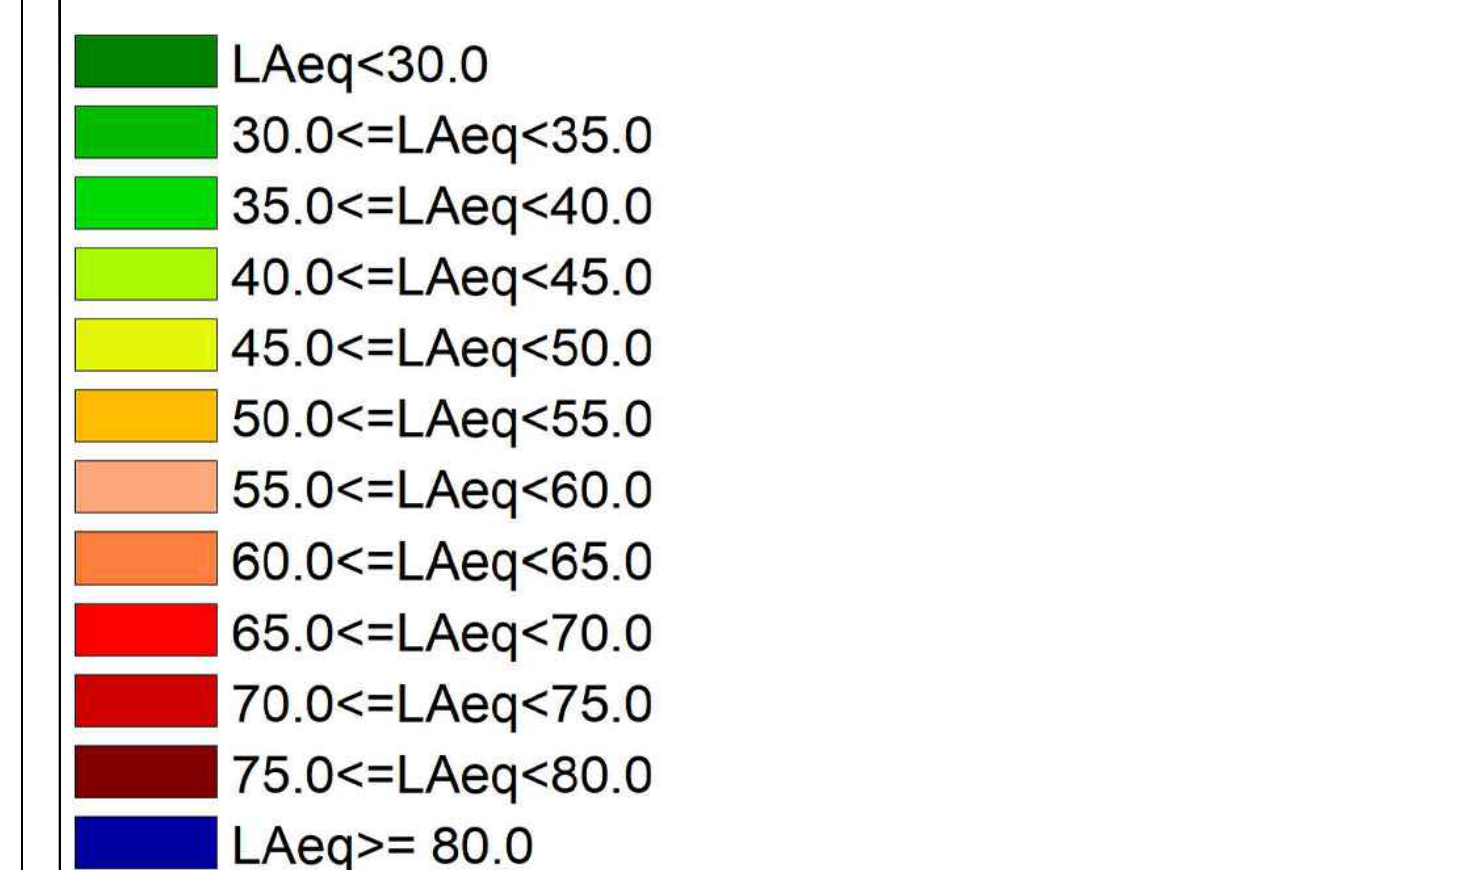 LAeq<30.0
30.0<=LAeq<35.0
35.0<=LAeq<40.0
40.0<=LAeq<45.0
45.0<=LAeq<50.0
50.0<=LAeq<55.0
55.0<=LAeq<60.0
60.0<=LAeq<65.0
65.0<=LAeq<70.0
70.0<=LAeq<75.0
75.0<=LAeq<80.0
LAeq>= 80.0